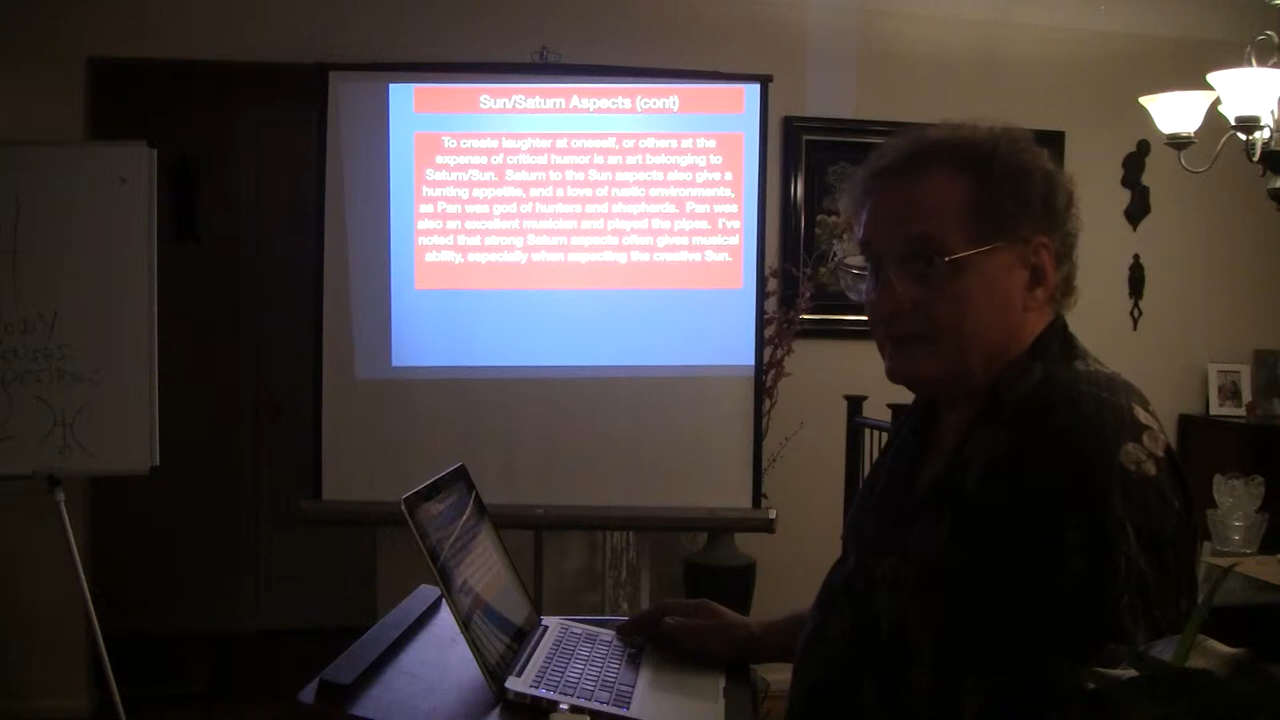 Sun/Saturn Aspects (cont)
To create laughter at oneself, or others at the
expense of critical humor is an art belonging to
Saturn/Sun. Saturn to the Sun aspects also give a
hunting appetite, and a love of rustic environments,
as Pan was god of hunters and shepherds. Pan was
also an excellent musician and played the pipes. I've
noted that strong Saturn aspects often gives musical
ability, especially when aspecting the creative Sun.